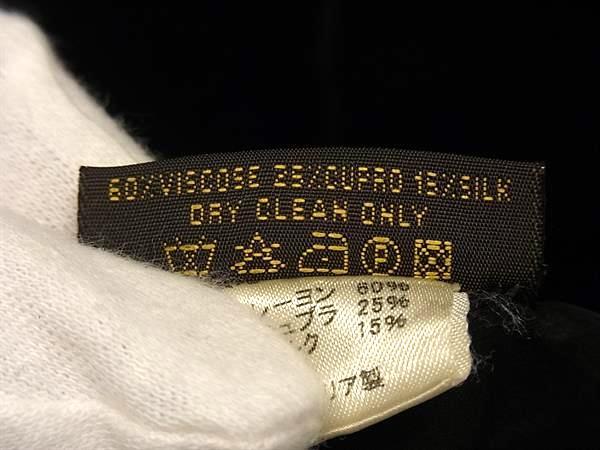 60%VISCOSE 25%CUPRO 15%SILK
DRY CLEAN ONLY
P
ーヨン 60%
ュプラ 25%
ク 15%
リア製